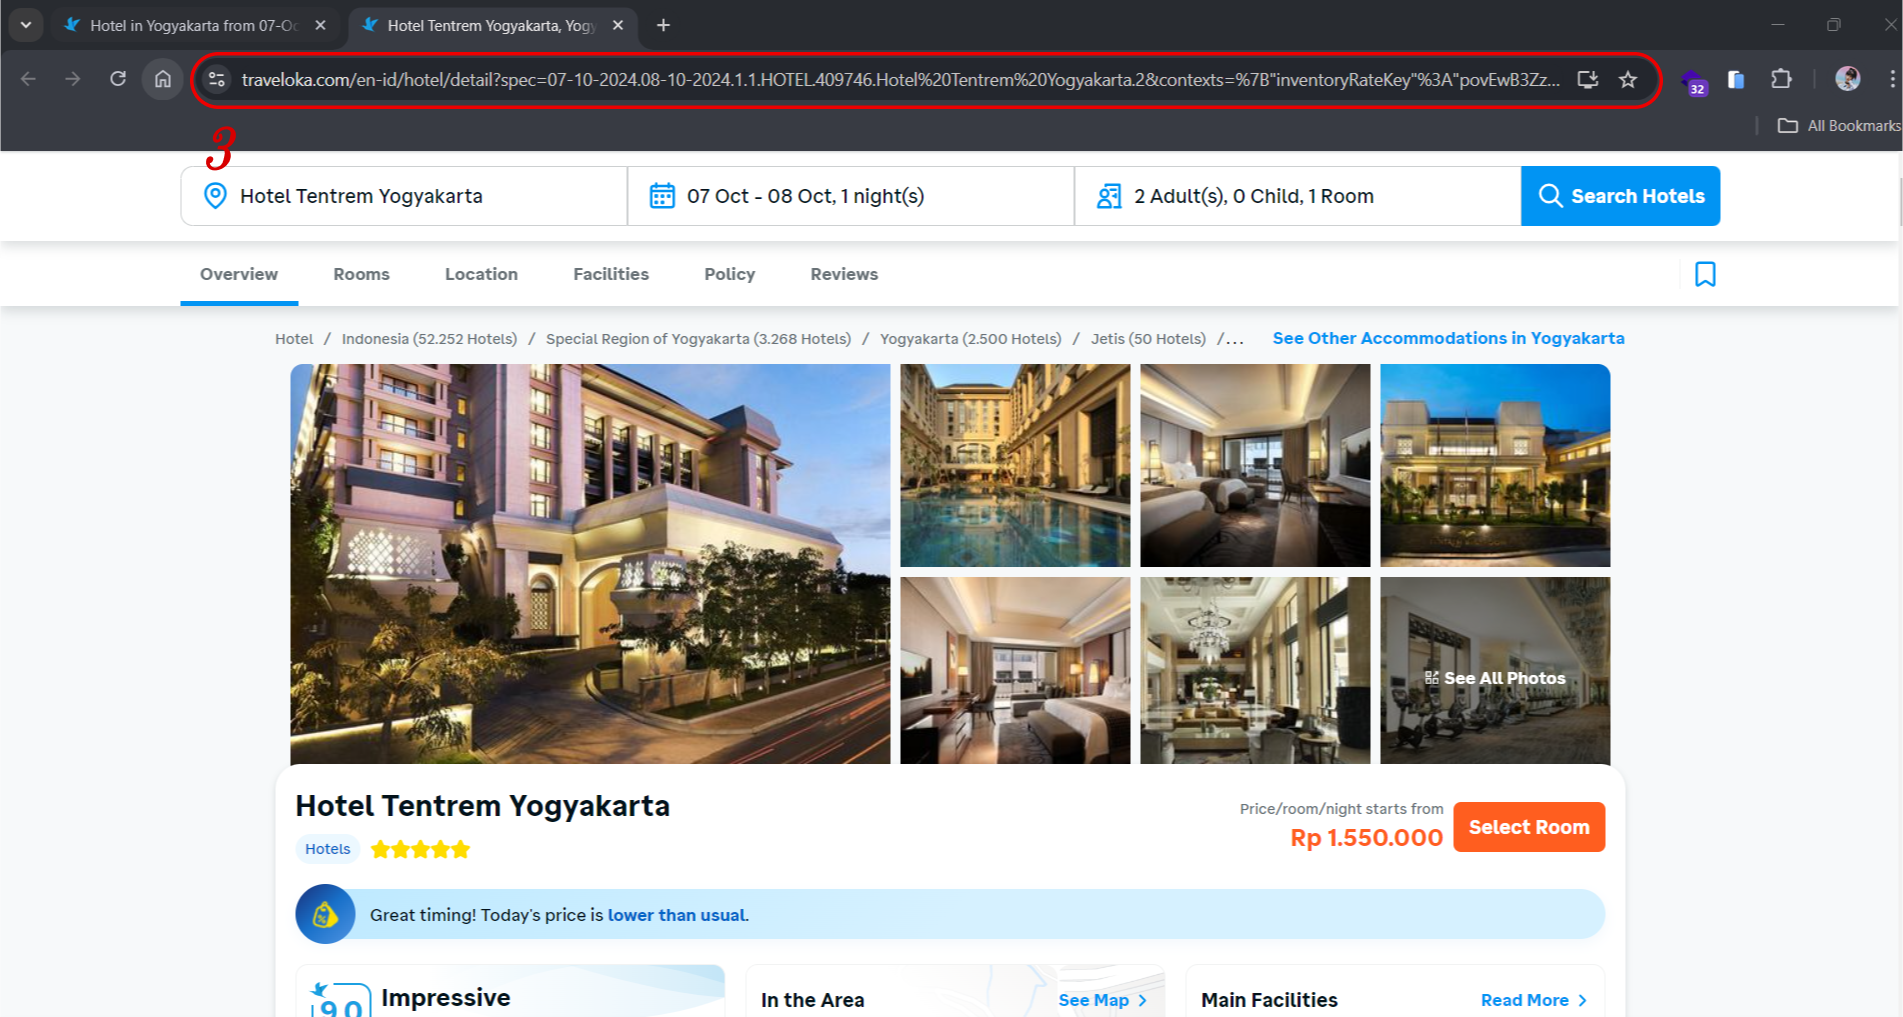 Hotel in Yogyakarta from 07-Oc
Hotel Tentrem Yogyakarta, Yogy
traveloka.com/en-id/hotel/detail?spec=07-10-2024.08-10-2024.1.1.HOTEL.409746.Hotel%20Tentrem%20Yogyakarta.2&contexts=%7B"inventoryRateKey"%3A"povEwB3Zz...
32
All Bookmarks
3
Hotel Tentrem Yogyakarta
07 Oct - 08 Oct, 1 night(s)
2 Adult(s), 0 Child, 1 Room
Search Hotels
Overview
Rooms
Location
Facilities
Policy
Reviews
Hotel / Indonesia (52.252 Hotels) / Special Region of Yogyakarta (3.268 Hotels) / Yogyakarta (2.500 Hotels) / Jetis (50 Hotels) /...
See Other Accommodations in Yogyakarta
See All Photos
Hotel Tentrem Yogyakarta
Hotels
Price/room/night starts from
Rp 1.550.000
Select Room
Great timing! Today's price is lower than usual.
9.0
Impressive
In the Area
See Map
Main Facilities
Read More